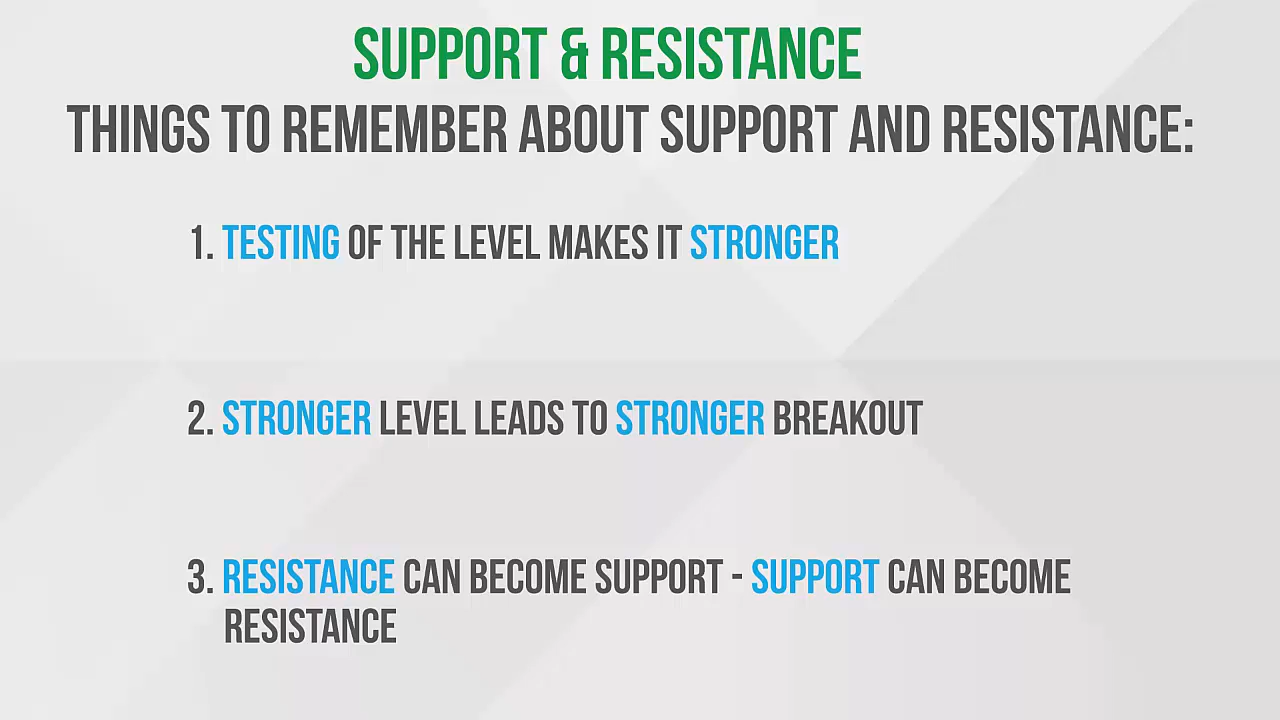 SUPPORT & RESISTANCE
THINGS TO REMEMBER ABOUT SUPPORT AND RESISTANCE:
1. TESTING OF THE LEVEL MAKES IT STRONGER
2. STRONGER LEVEL LEADS TO STRONGER BREAKOUT
3. RESISTANCE CAN BECOME SUPPORT - SUPPORT CAN BECOME
RESISTANCE